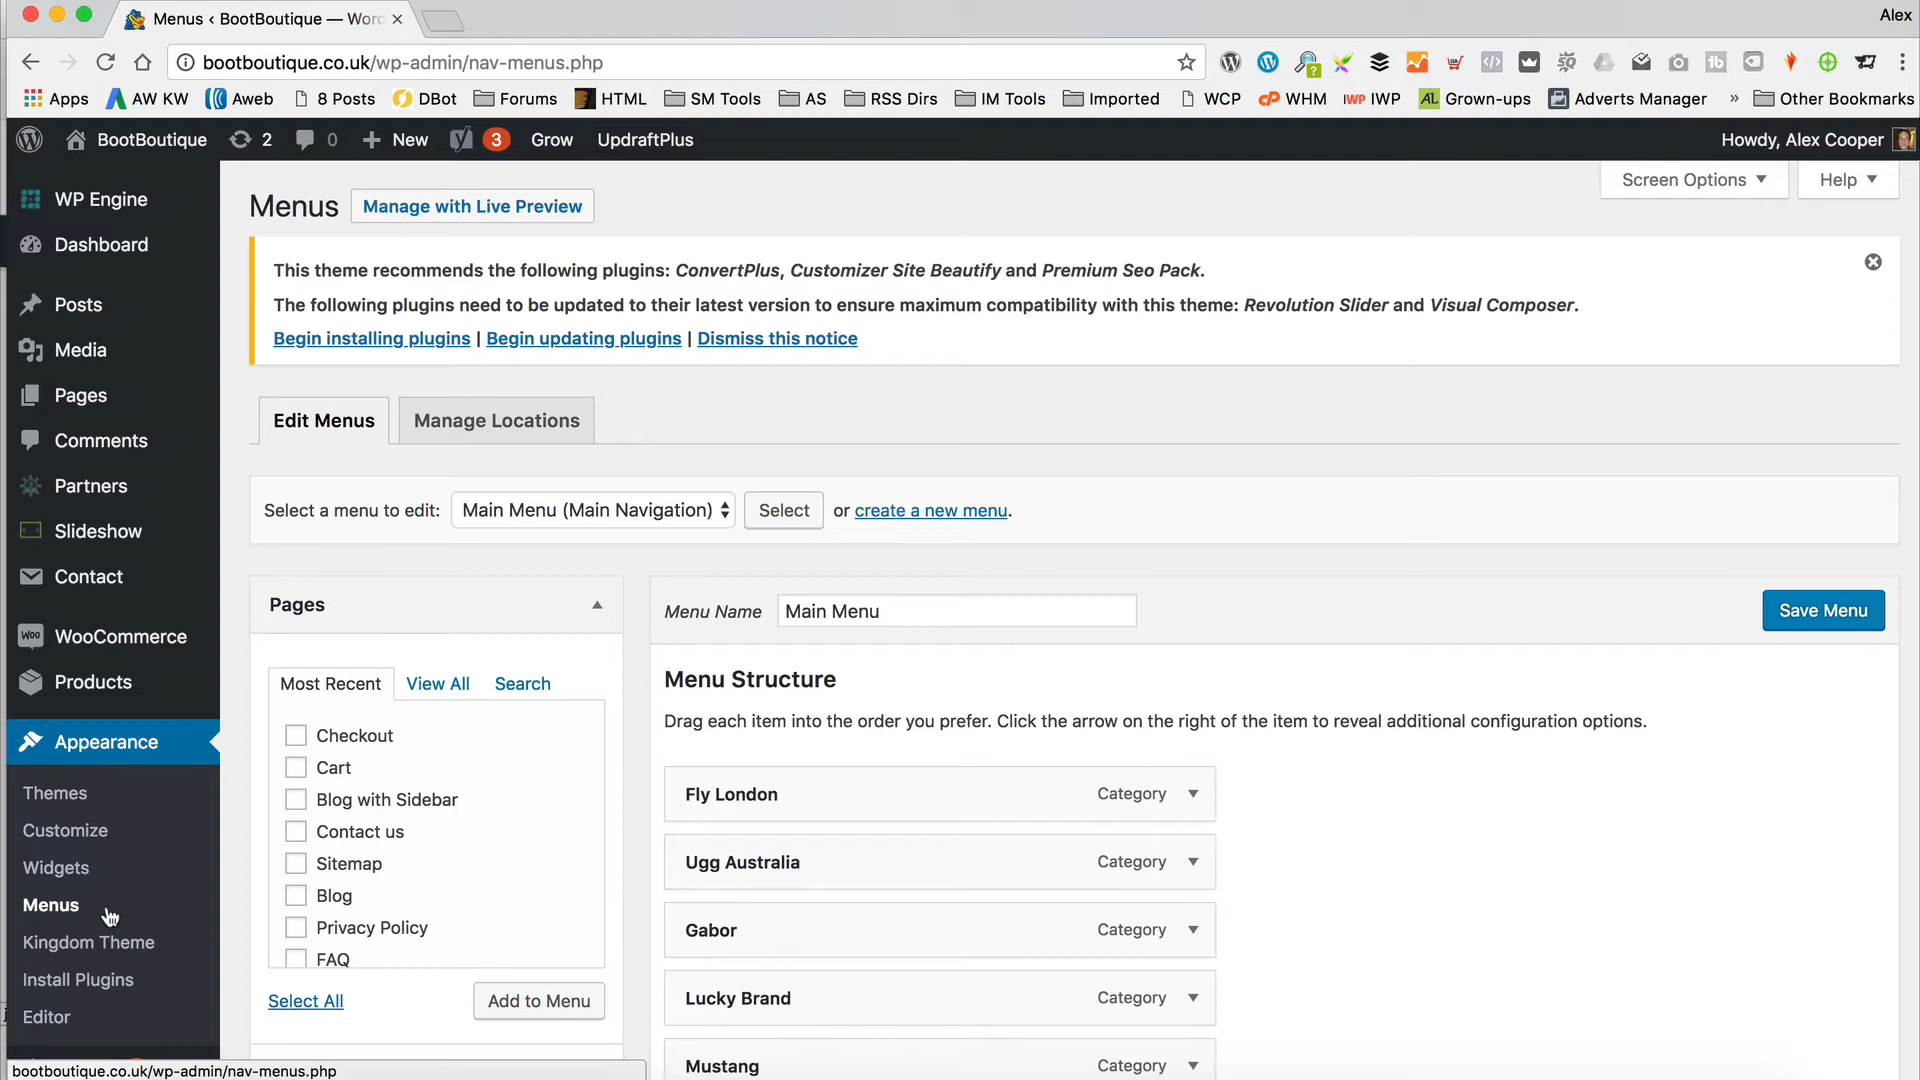 Menus ‹ BootBoutique — Wor
Alex
bootboutique.co.uk/wp-admin/nav-menus.php
Apps
AW KW
Aweb
8 Posts
DBot
Forums
HTML
SM Tools
AS
RSS Dirs
IM Tools
Imported
WCP
cP WHM
IWP IWP
AL Grown-ups
Adverts Manager
» Other Bookmarks
BootBoutique
2
0
New
3
Grow
UpdraftPlus
Howdy, Alex Cooper
WP Engine
Dashboard
Posts
Media
Pages
Comments
Partners
Slideshow
Contact
WOO WooCommerce
Products
Appearance
Themes
Customize
Widgets
Menus
Kingdom Theme
Install Plugins
Editor
Screen Options
Help
Menus
Manage with Live Preview
This theme recommends the following plugins: ConvertPlus, Customizer Site Beautify and Premium Seo Pack.
The following plugins need to be updated to their latest version to ensure maximum compatibility with this theme: Revolution Slider and Visual Composer.
Begin installing plugins | Begin updating plugins | Dismiss this notice
Edit Menus
Manage Locations
Select a menu to edit: Main Menu (Main Navigation) Select or create a new menu.
Pages
Most Recent
View All
Search
Checkout
Cart
Blog with Sidebar
Contact us
Sitemap
Blog
Privacy Policy
FAQ
Select All
Add to Menu
Menu Name
Main Menu
Save Menu
Menu Structure
Drag each item into the order you prefer. Click the arrow on the right of the item to reveal additional configuration options.
Fly London Category
Ugg Australia Category
Gabor Category
Lucky Brand Category
Mustang Category
bootboutique.co.uk/wp-admin/nav-menus.php